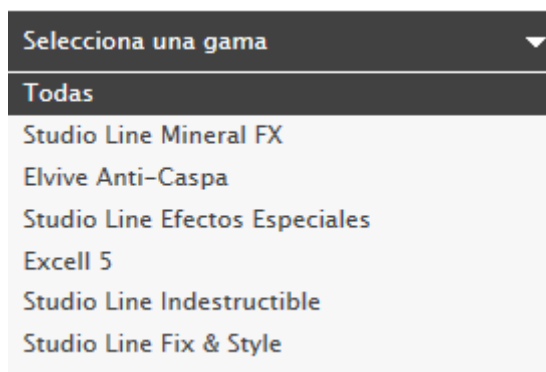 Selecciona una gama
Todas
Studio Line Mineral FX
Elvive Anti-Caspa
Studio Line Efectos Especiales
Excell 5
Studio Line Indestructible
Studio Line Fix & Style